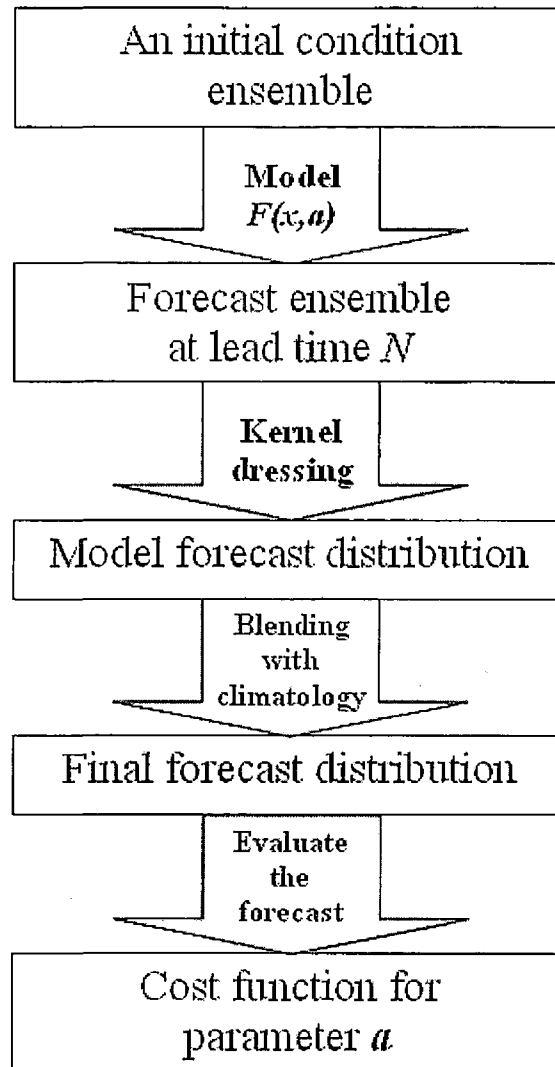 An initial condition
ensemble
Model
F(x,a)
Forecast ensemble
at lead time N
Kernel
dressing
Model forecast distribution
Blending
with
climatology
Final forecast distribution
Evaluate
the
forecast
Cost function for
parameter a